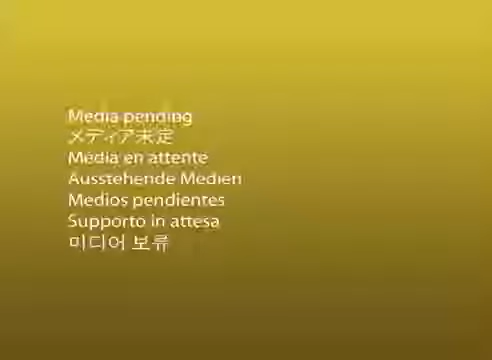 Media pending
メディア未定
Média en attente
Ausstehende Medien
Medios pendientes
Supporto in attesa
미디어 보류